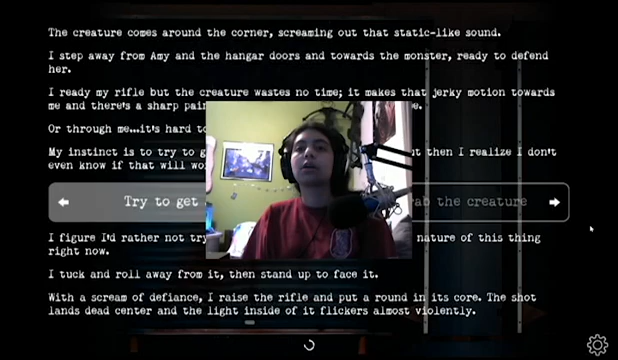 The creature comes around the corner, screaming out that static-like sound.
I step away from Amy and the hangar doors and towards the monster, ready to defend
her.
I ready my rifle but the creature wastes no time; it makes that jerky motion towards
me and there's a sharp
Or through me...it's hard
My instinct is to try to but then I realize I don't
even know if that will
Try to get the creature
I figure I'd rather not try nature of this thing
right now.
I tuck and roll away from it, then stand up to face it.
With a scream of defiance, I raise the rifle and put a round in its core. The shot
lands dead center and the light inside of it flickers almost violently.